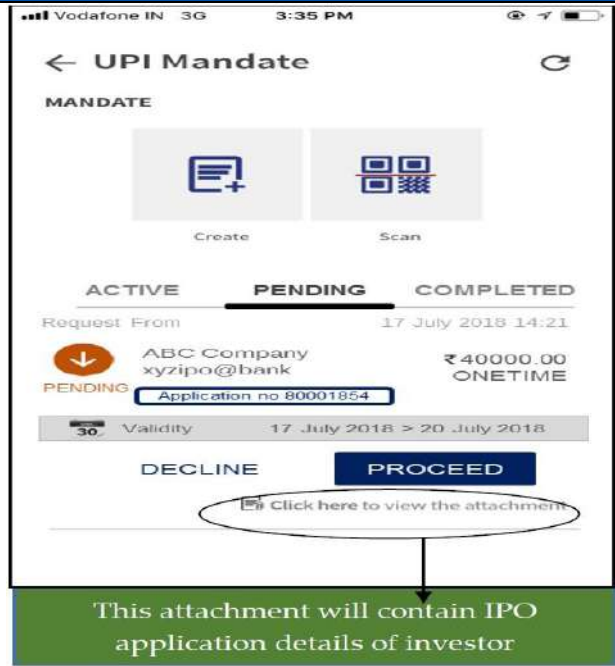 Vodafone IN 3G 3:35 PM
← UPI Mandate
MANDATE
Create Scan
ACTIVE PENDING COMPLETED
Request From 17 July 2018 14:21
ABC Company ₹40000.00
xyzipo@bank ONETIME
PENDING
Application no 80001854
30 Validity 17 July 2018 > 20 July 2018
DECLINE PROCEED
Click here to view the attachment
This attachment will contain IPO
application details of investor